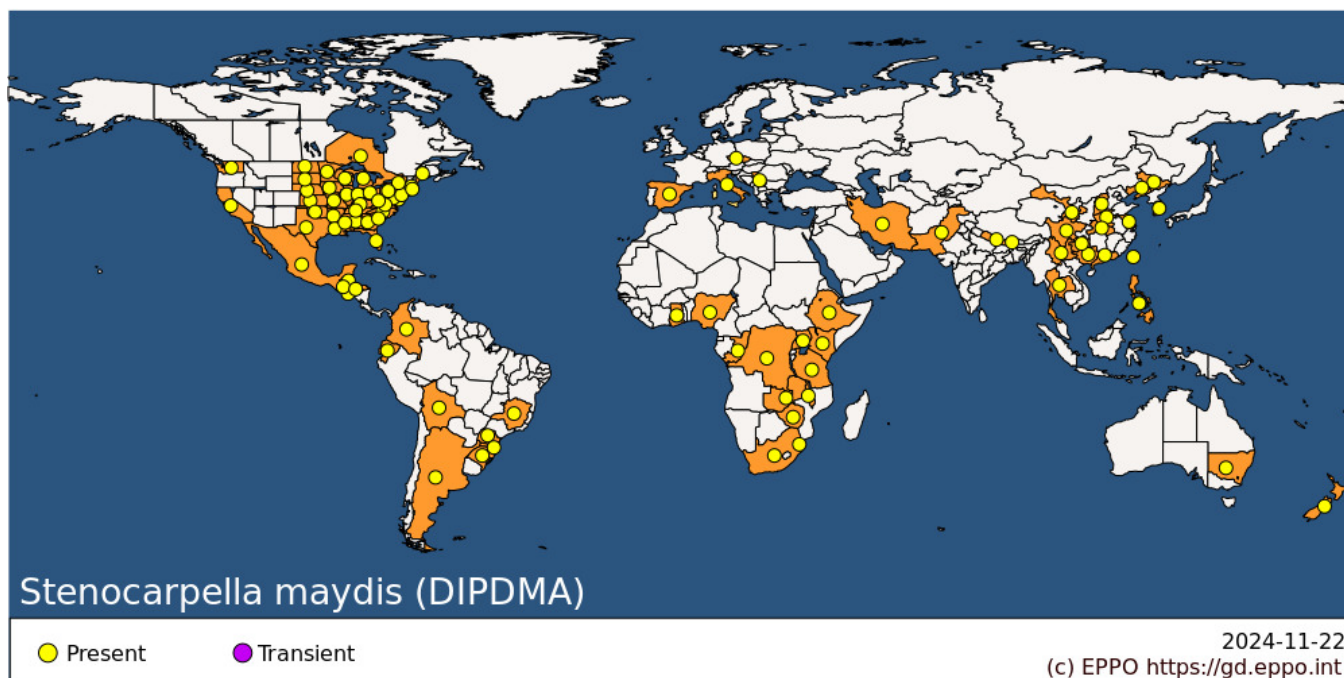 Stenocarpella maydis (DIPDMA)
Present
Transient
2024-11-22
(c) EPPO https://gd.eppo.int